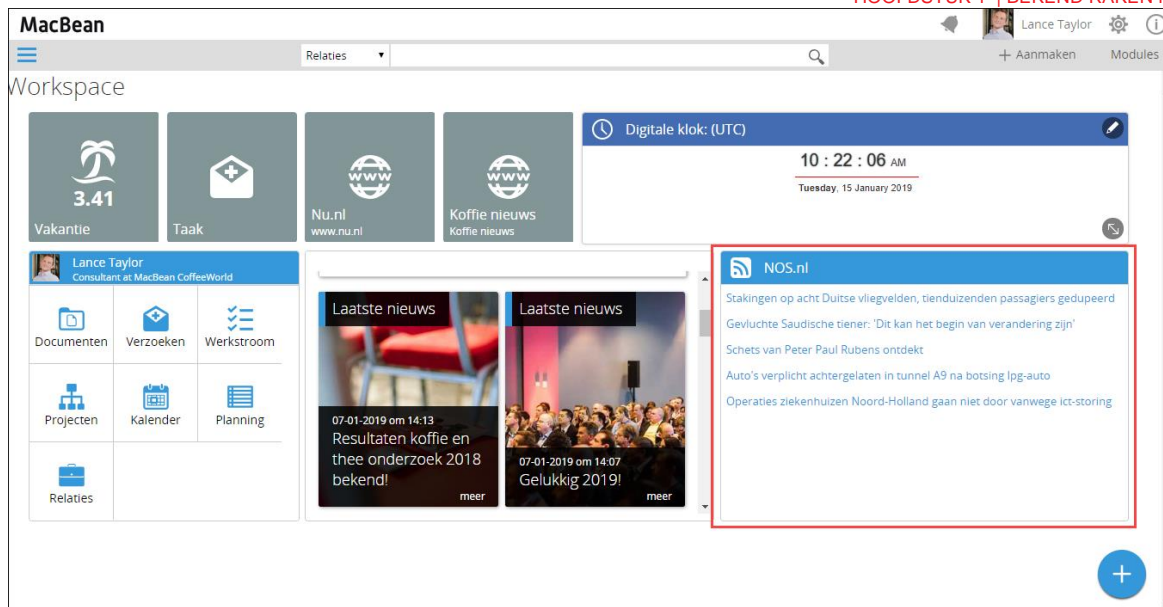 MacBean
Lance Taylor
Relaties
+ Aanmaken
Modules
Workspace
3.41
Vakantie
Taak
www
Nu.nl
www.nu.nl
www
Koffie nieuws
Koffie nieuws
Digitale klok: (UTC)
10 : 22 : 06 AM
Tuesday, 15 January 2019
Lance Taylor
Consultant at MacBean CoffeeWorld
Documenten
Verzoeken
Werkstroom
Projecten
Kalender
Planning
Relaties
Laatste nieuws
07-01-2019 om 14:13
Resultaten koffie en
thee onderzoek 2018
bekend!
meer
Laatste nieuws
07-01-2019 om 14:07
Gelukkig 2019!
meer
NOS.nl
Stakingen op acht Duitse vliegvelden, tienduizenden passagiers gedupeerd
Gevluchte Saudische tiener: 'Dit kan het begin van verandering zijn'
Schets van Peter Paul Rubens ontdekt
Auto's verplicht achtergelaten in tunnel A9 na botsing lpg-auto
Operaties ziekenhuizen Noord-Holland gaan niet door vanwege ict-storing